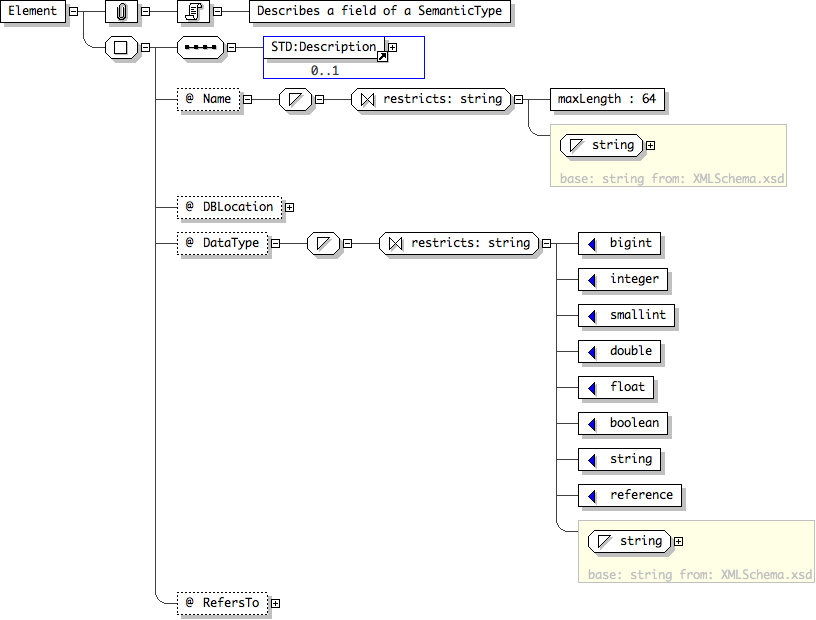 Element
Describes a field of a SemanticType
STD:Description
0..1
@ Name
restricts: string
maxLength : 64
string
base: string from: XMLSchema.xsd
@ DBLocation
@ DataType
restricts: string
bigint
integer
smallint
double
float
boolean
string
reference
string
base: string from: XMLSchema.xsd
@ RefersTo